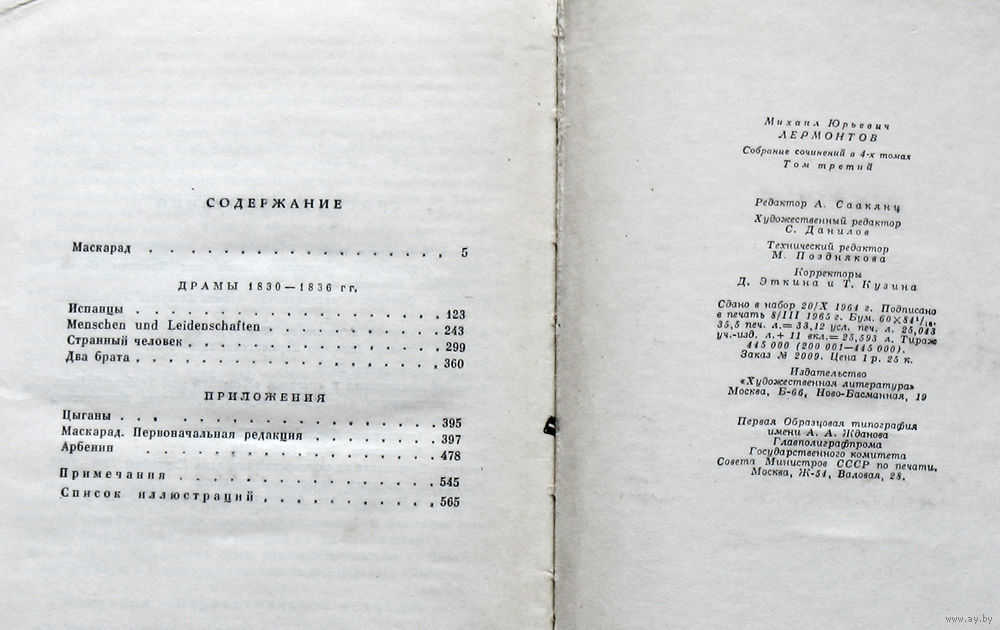 СОДЕРЖАНИЕ
Маскарад . . . . . . . . . . . . . . . . . 5
ДРАМЫ 1830—1836 гг.
Испанцы . . . . . . . . . . . . . . . . . 123
Menschen und Leidenschaften . . . . . . . . . . . 243
Странный человек . . . . . . . . . . . . . . . 299
Два брата . . . . . . . . . . . . . . . . . 360
ПРИЛОЖЕНИЯ
Цыганы . . . . . . . . . . . . . . . . . . 395
Маскарад. Первоначальная редакция . . . . . . . 397
Арбенин . . . . . . . . . . . . . . . . . 478
Примечания . . . . . . . . . . . . . . . . 545
Список иллюстраций . . . . . . . . . . . 565
Михаил Юрьевич
ЛЕРМОНТОВ
Собрание сочинений в 4-х томах
Том третий
Редактор А. Саакянц
Художественный редактор
С. Данилов
Технический редактор
М. Позднякова
Корректоры
Д. Эткина и Т. Кузина
Сдано в набор 20/X 1964 г. Подписано
в печать 8/III 1965 г. Бум. 60×84 1/16.
35,5 печ. л.= 33,12 усл. печ. л. 25,043
уч.-изд. л.+ 11 вкл.= 25,593 л. Тираж
445 000 (200 001—445 000).
Заказ № 2009. Цена 1 р. 25 к.
Издательство
«Художественная литература»
Москва, Б-66, Ново-Басманная, 19
Первая Образцовая типография
имени А. А. Жданова
Главполиграфпрома
Государственного комитета
Совета Министров СССР по печати.
Москва, Ж-54, Валовая, 28.
www.ay.by